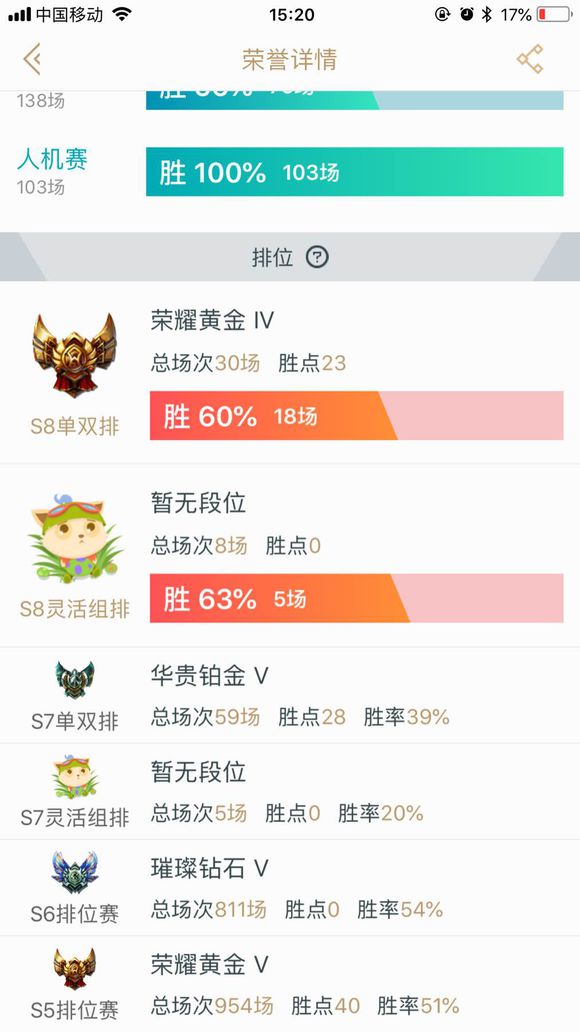 中国移动 15:20 17%
荣誉详情
138场
人机赛
103场
胜 100% 103场
排位 ?
荣耀黄金 IV
总场次30场 胜点23
胜 60% 18场
S8单双排
暂无段位
总场次8场 胜点0
胜 63% 5场
S8灵活组排
华贵铂金 V
S7单双排
总场次59场 胜点28 胜率39%
暂无段位
S7灵活组排
总场次5场 胜点0 胜率20%
璀璨钻石 V
S6排位赛
总场次811场 胜点0 胜率54%
荣耀黄金 V
S5排位赛
总场次954场 胜点40 胜率51%